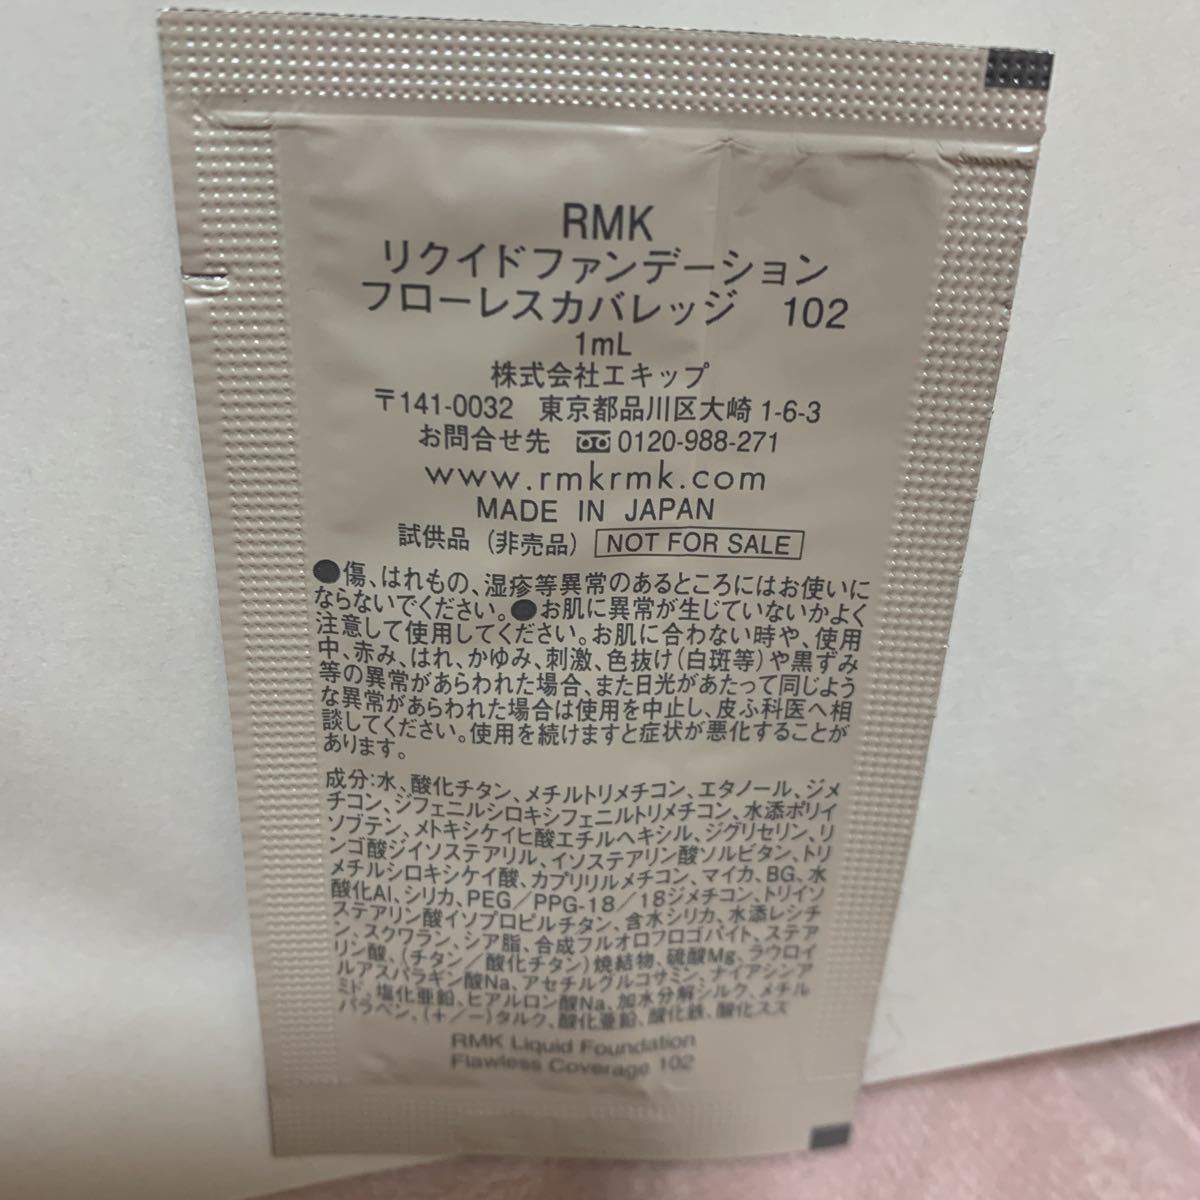 RMK
リクイドファンデーション
フローレスカバレッジ 102
1mL
株式会社エキップ
〒141-0032 東京都品川区大崎1-6-3
お問合せ先 0120-988-271
www.rmkrmk.com
MADE IN JAPAN
試供品 (非売品) NOT FOR SALE
●傷、はれもの、湿疹等異常のあるところにはお使いに
ならないでください。●お肌に異常が生じていないかよく
注意して使用してください。お肌に合わない時や、使用
中、赤み、はれ、かゆみ、刺激、色抜け(白斑等)や黒ずみ
等の異常があらわれた場合、また日光があたって同じよう
な異常があらわれた場合は使用を中止し、皮ふ科医へ相
談してください。使用を続けますと症状が悪化することが
あります。
成分:水、酸化チタン、メチルトリメチコン、エタノール、ジメ
チコン、ジフェニルシロキシフェニルトリメチコン、水添ポリイ
ソブテン、メトキシケイヒ酸エチルヘキシル、ジグリセリン、リ
ンゴ酸ジイソステアリル、イソステアリン酸ソルビタン、トリ
メチルシロキシケイ酸、カプリリルメチコン、マイカ、BG、水
酸化Al、シリカ、PEG/PPG-18/18ジメチコン、トリイソ
ステアリン酸イソプロピルチタン、含水シリカ、水添レシチ
ン、スクワラン、シア脂、合成フルオロフロゴパイト、ステア
リン酸、(チタン/酸化チタン)焼結物、硫酸Mg、ラウロイ
ルアスパラギン酸Na、アセチルグルコサミン、ナイアシンア
ミド、塩化亜鉛、ヒアルロン酸Na、加水分解シルク、メチル
パラベン、(+/-)タルク、酸化亜鉛、酸化鉄、酸化スズ
RMK Liquid Foundation
Flawless Coverage 102